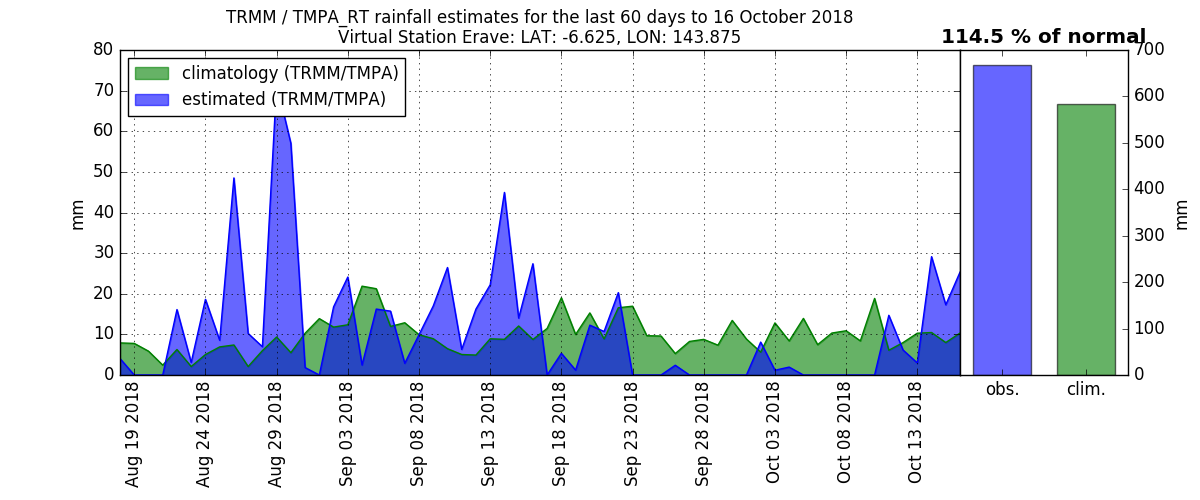 TRMM / TMPA_RT rainfall estimates for the last 60 days to 16 October 2018
Virtual Station Erave: LAT: -6.625, LON: 143.875
114.5 % of normal
climatology (TRMM/TMPA)
estimated (TRMM/TMPA)
80
70
60
50
40
30
20
10
0
mm
Aug 19 2018
Aug 24 2018
Aug 29 2018
Sep 03 2018
Sep 08 2018
Sep 13 2018
Sep 18 2018
Sep 23 2018
Sep 28 2018
Oct 03 2018
Oct 08 2018
Oct 13 2018
obs.
clim.
700
600
500
400
300
200
100
0
mm